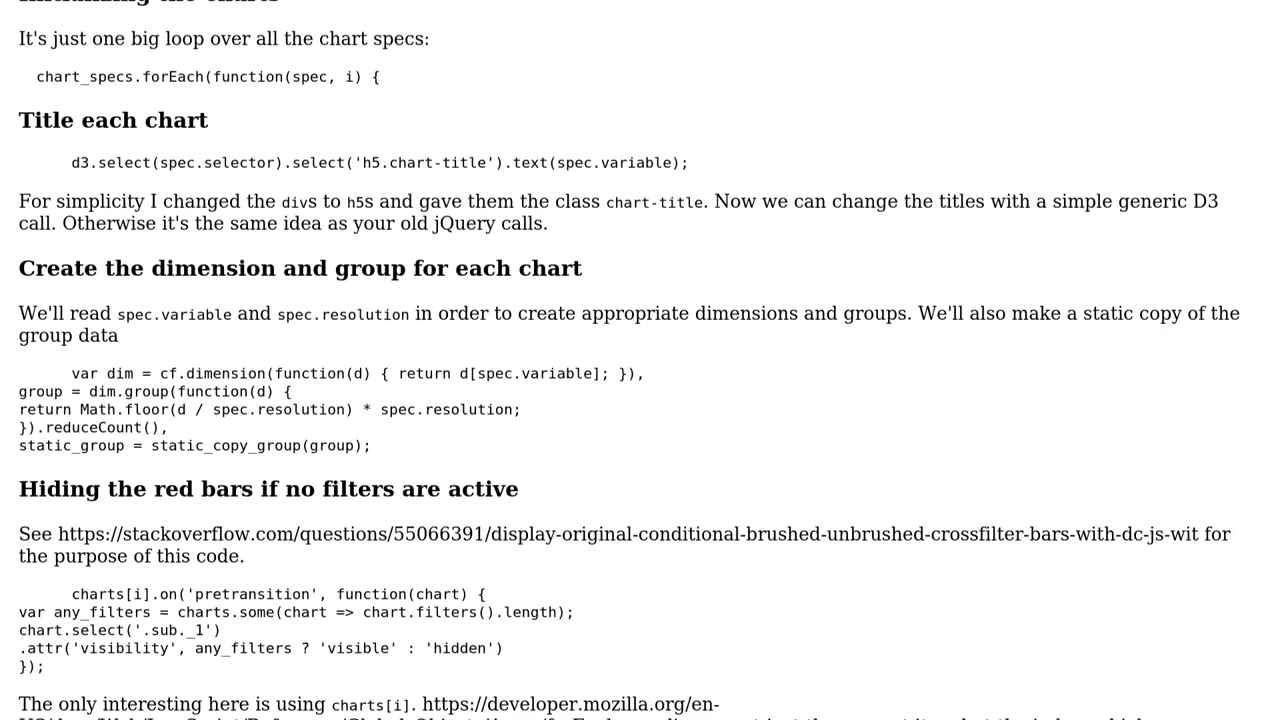 It's just one big loop over all the chart specs:
chart_specs.forEach(function(spec, i) {
Title each chart
d3.select(spec.selector).select('h5.chart-title').text(spec.variable);
For simplicity I changed the divs to h5s and gave them the class chart-title. Now we can change the titles with a simple generic D3
call. Otherwise it's the same idea as your old jQuery calls.
Create the dimension and group for each chart
We'll read spec.variable and spec.resolution in order to create appropriate dimensions and groups. We'll also make a static copy of the
group data
var dim = cf.dimension(function(d) { return d[spec.variable]; }),
group = dim.group(function(d) {
return Math.floor(d / spec.resolution) * spec.resolution;
}).reduceCount(),
static_group = static_copy_group(group);
Hiding the red bars if no filters are active
See https://stackoverflow.com/questions/55066391/display-original-conditional-brushed-unbrushed-crossfilter-bars-with-dc-js-wit for
the purpose of this code.
charts[i].on('pretransition', function(chart) {
var any_filters = charts.some(chart => chart.filters().length);
chart.select('.sub._1')
.attr('visibility', any_filters ? 'visible' : 'hidden')
});
The only interesting here is using charts[i]. https://developer.mozilla.org/en-